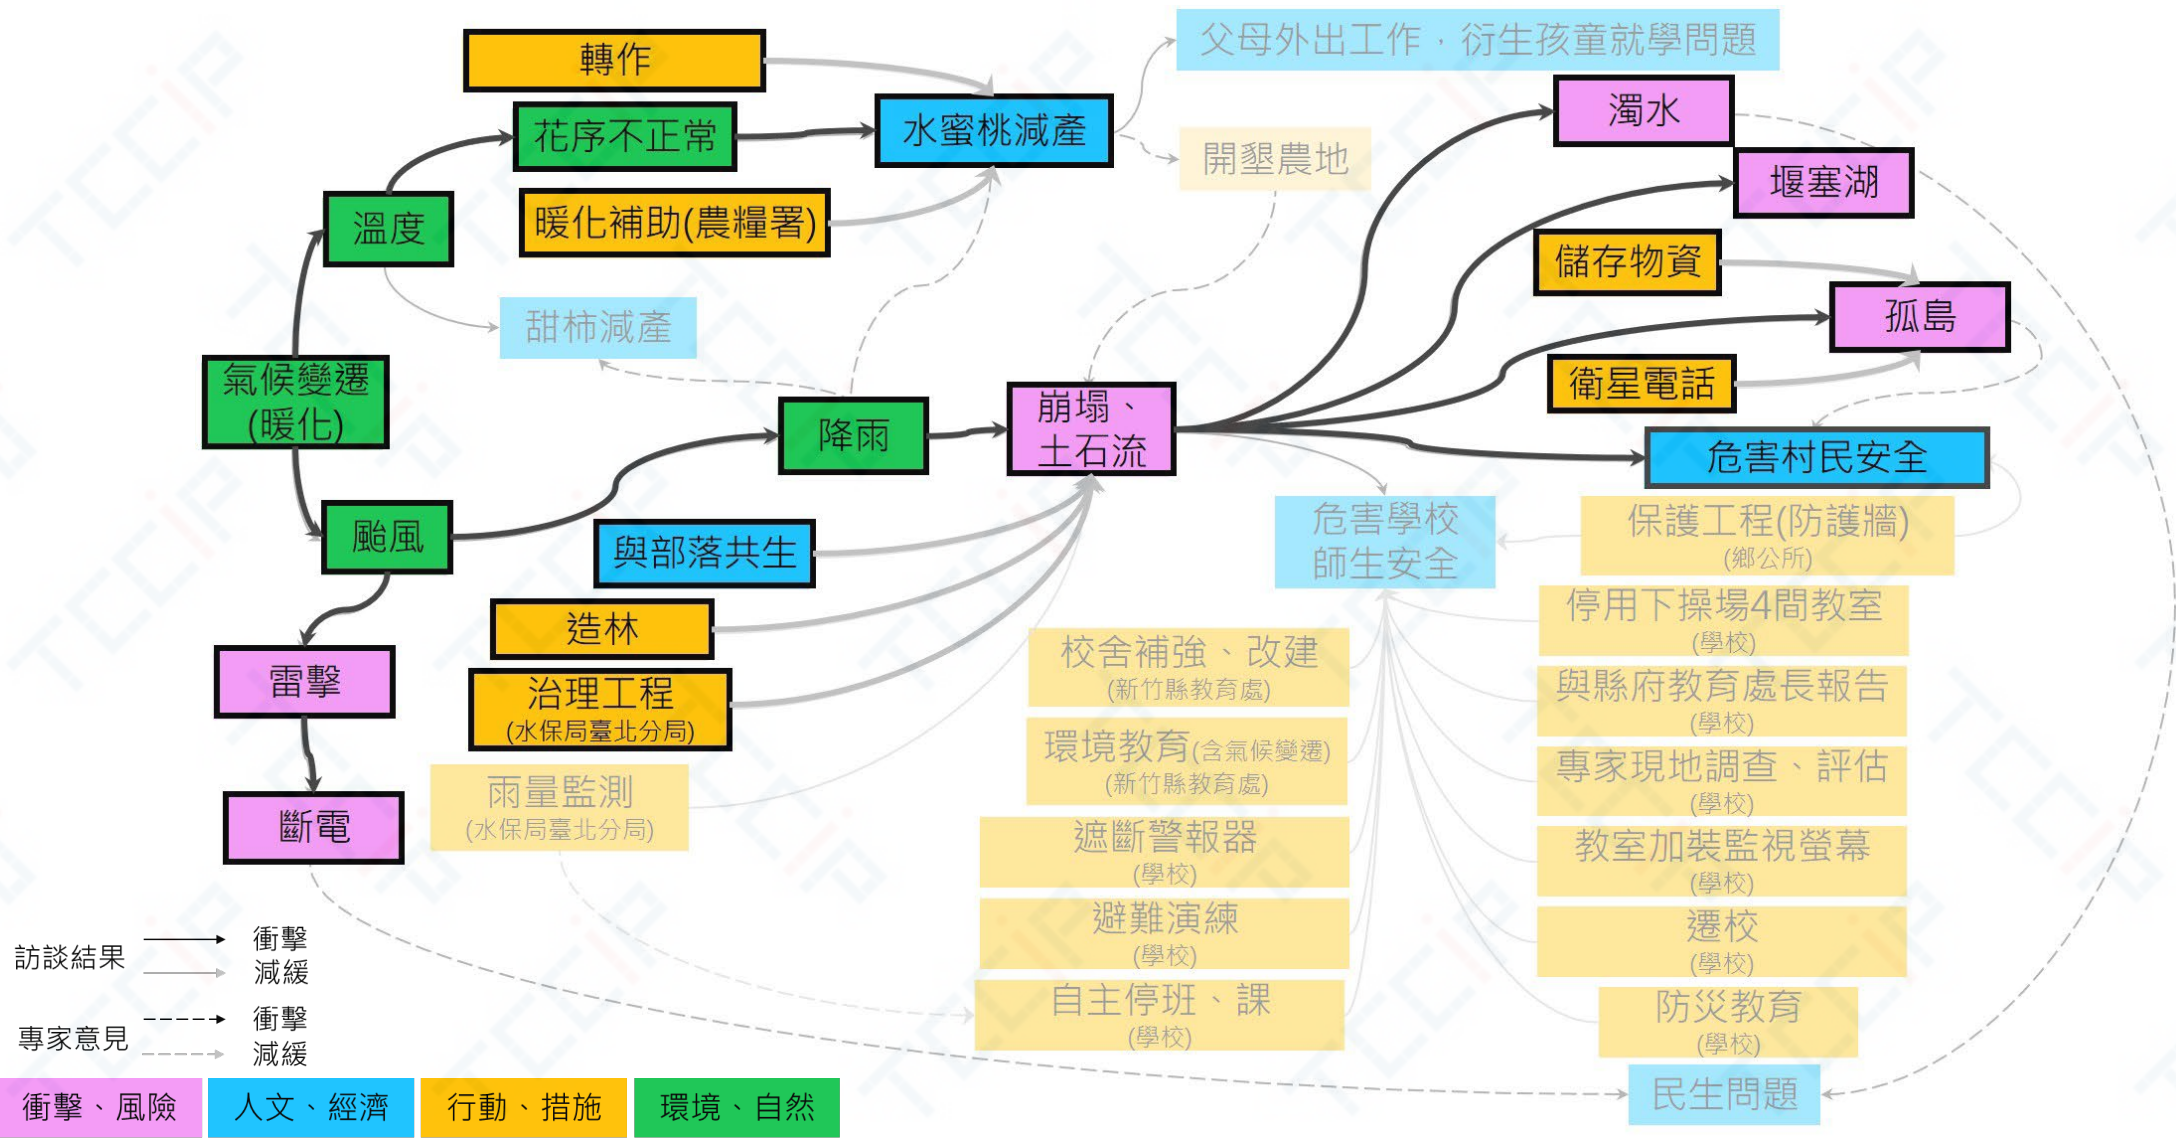 轉作
父母外出工作，衍生孩童就學問題
花序不正常
水蜜桃減產
濁水
開墾農地
堰塞湖
溫度
暖化補助(農糧署)
儲存物資
甜柿減產
孤島
氣候變遷
(暖化)
衛星電話
降雨
崩塌、
土石流
危害村民安全
颱風
與部落共生
危害學校
師生安全
保護工程(防護牆)
(鄉公所)
造林
停用下操場4間教室
(學校)
雷擊
治理工程
(水保局臺北分局)
校舍補強、改建
(新竹縣教育處)
與縣府教育處長報告
(學校)
環境教育(含氣候變遷)
(新竹縣教育處)
專家現地調查、評估
(學校)
斷電
雨量監測
(水保局臺北分局)
遮斷警報器
(學校)
教室加裝監視螢幕
(學校)
避難演練
(學校)
遷校
(學校)
自主停班、課
(學校)
防災教育
(學校)
民生問題
訪談結果
衝擊
減緩
專家意見
衝擊
減緩
衝擊、風險
人文、經濟
行動、措施
環境、自然
TCCIP